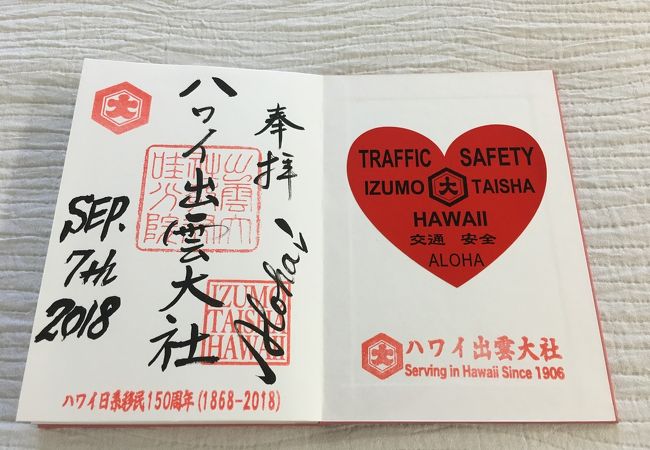 奉拝
ハワイ出雲大社
Aloha!
SEP.
7th
2018
大
IZUMO
TAISHA
HAWAII
ハワイ日系移民150周年(1868-2018)
TRAFFIC SAFETY
IZUMO 大 TAISHA
HAWAII
交通 安全
ALOHA
大
ハワイ出雲大社
Serving in Hawaii Since 1906